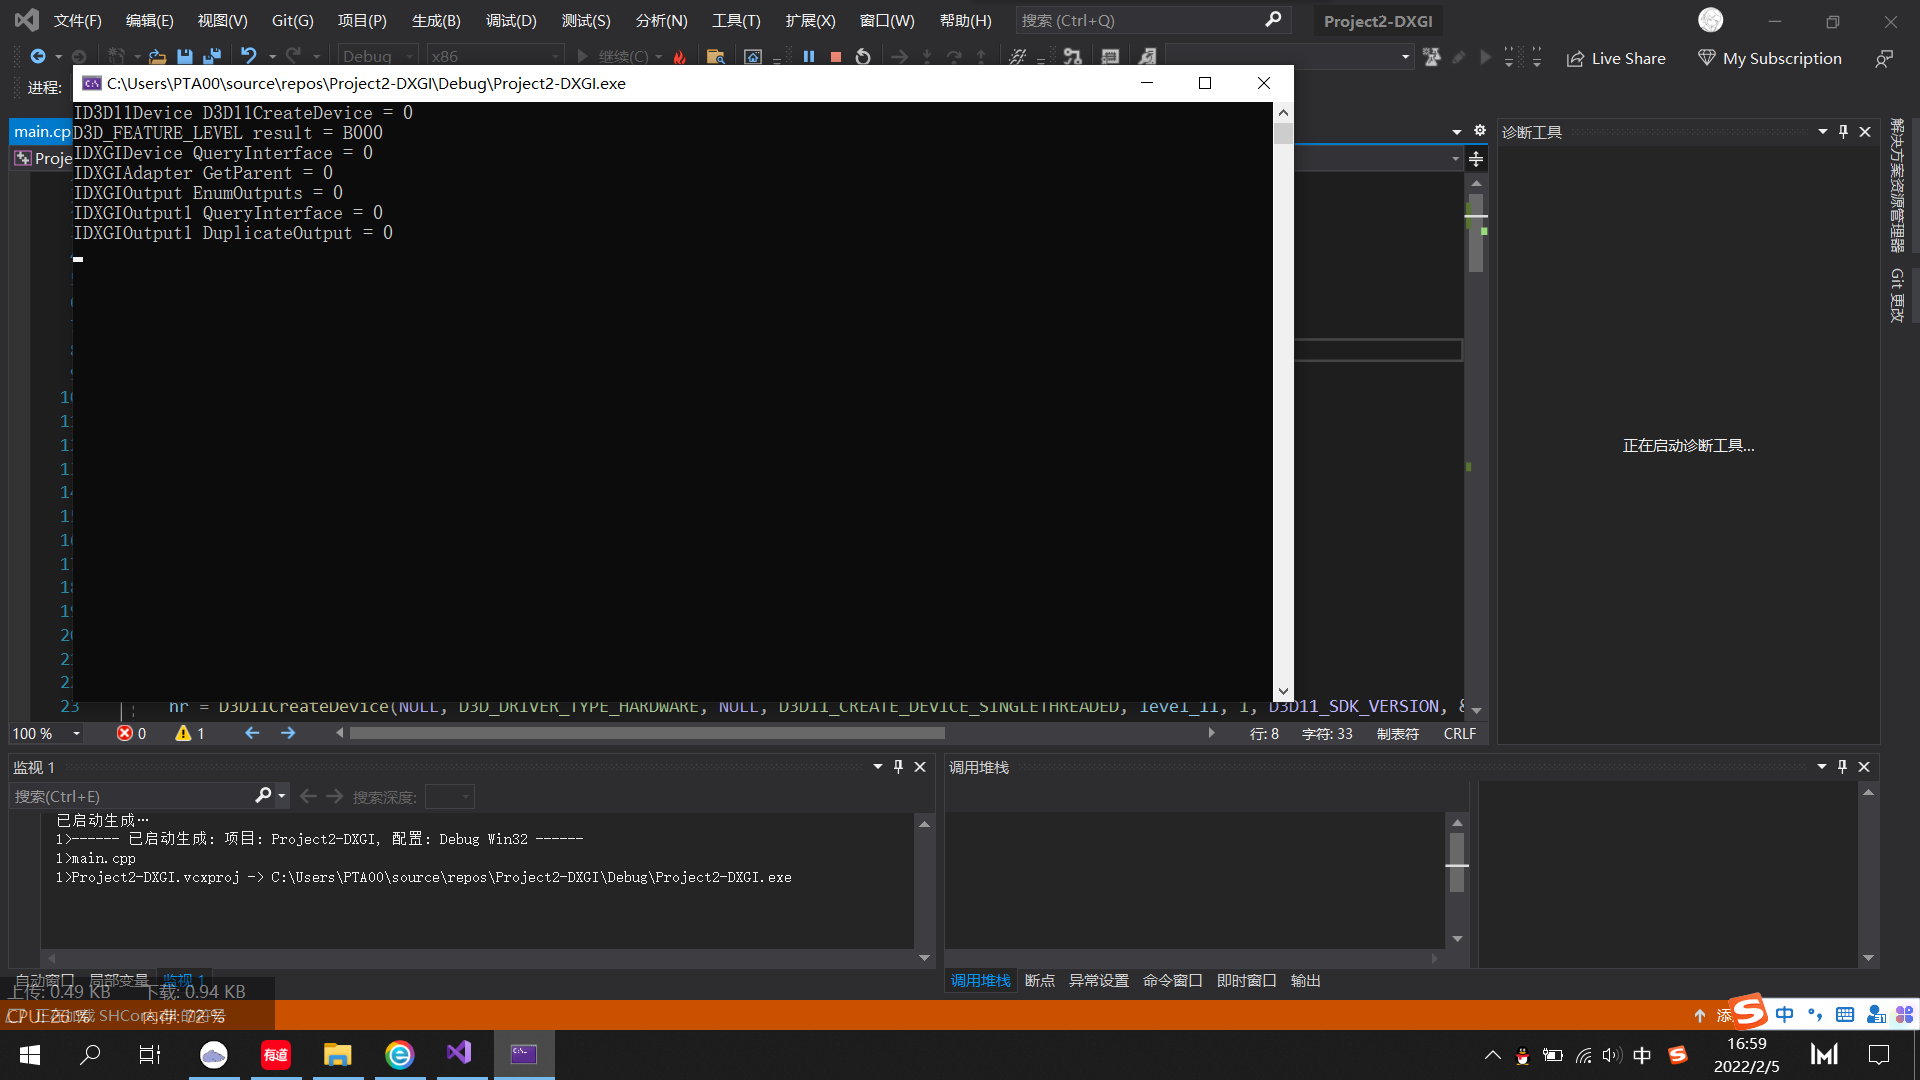 文件(F) 编辑(E) 视图(V) Git(G) 项目(P) 生成(B) 调试(D) 测试(S) 分析(N) 工具(T) 扩展(X) 窗口(W) 帮助(H) 搜索 (Ctrl+Q) Project2-DXGI
Debug x86 继续(C) Live Share My Subscription
进程:
C:\Users\PTA00\source\repos\Project2-DXGI\Debug\Project2-DXGI.exe
ID3D11Device D3D11CreateDevice = 0
D3D_FEATURE_LEVEL result = B000
IDXGIDevice QueryInterface = 0
IDXGIAdapter GetParent = 0
IDXGIOutput EnumOutputs = 0
IDXGIOutput1 QueryInterface = 0
IDXGIOutput1 DuplicateOutput = 0
main.cp
Proje
诊断工具
正在启动诊断工具...
解决方案资源管理器
Git 更改
10
14
20
23 hr = D3D11CreateDevice(NULL, D3D_DRIVER_TYPE_HARDWARE, NULL, D3D11_CREATE_DEVICE_SINGLETHREADED, level_11, 1, D3D11_SDK_VERSION, &
100 % 0 1 行: 8 字符: 33 制表符 CRLF
监视 1
搜索(Ctrl+E) 搜索深度:
已启动生成…
1>------ 已启动生成: 项目: Project2-DXGI, 配置: Debug Win32 ------
1>main.cpp
1>Project2-DXGI.vcxproj -> C:\Users\PTA00\source\repos\Project2-DXGI\Debug\Project2-DXGI.exe
自动窗口 局部变量 监视 1
调用堆栈
调用堆栈 断点 异常设置 命令窗口 即时窗口 输出
上传: 0.49 KB 下载: 0.94 KB
CPU: 26 % 内存: 72 %
添
中
有道
中
16:59
2022/2/5